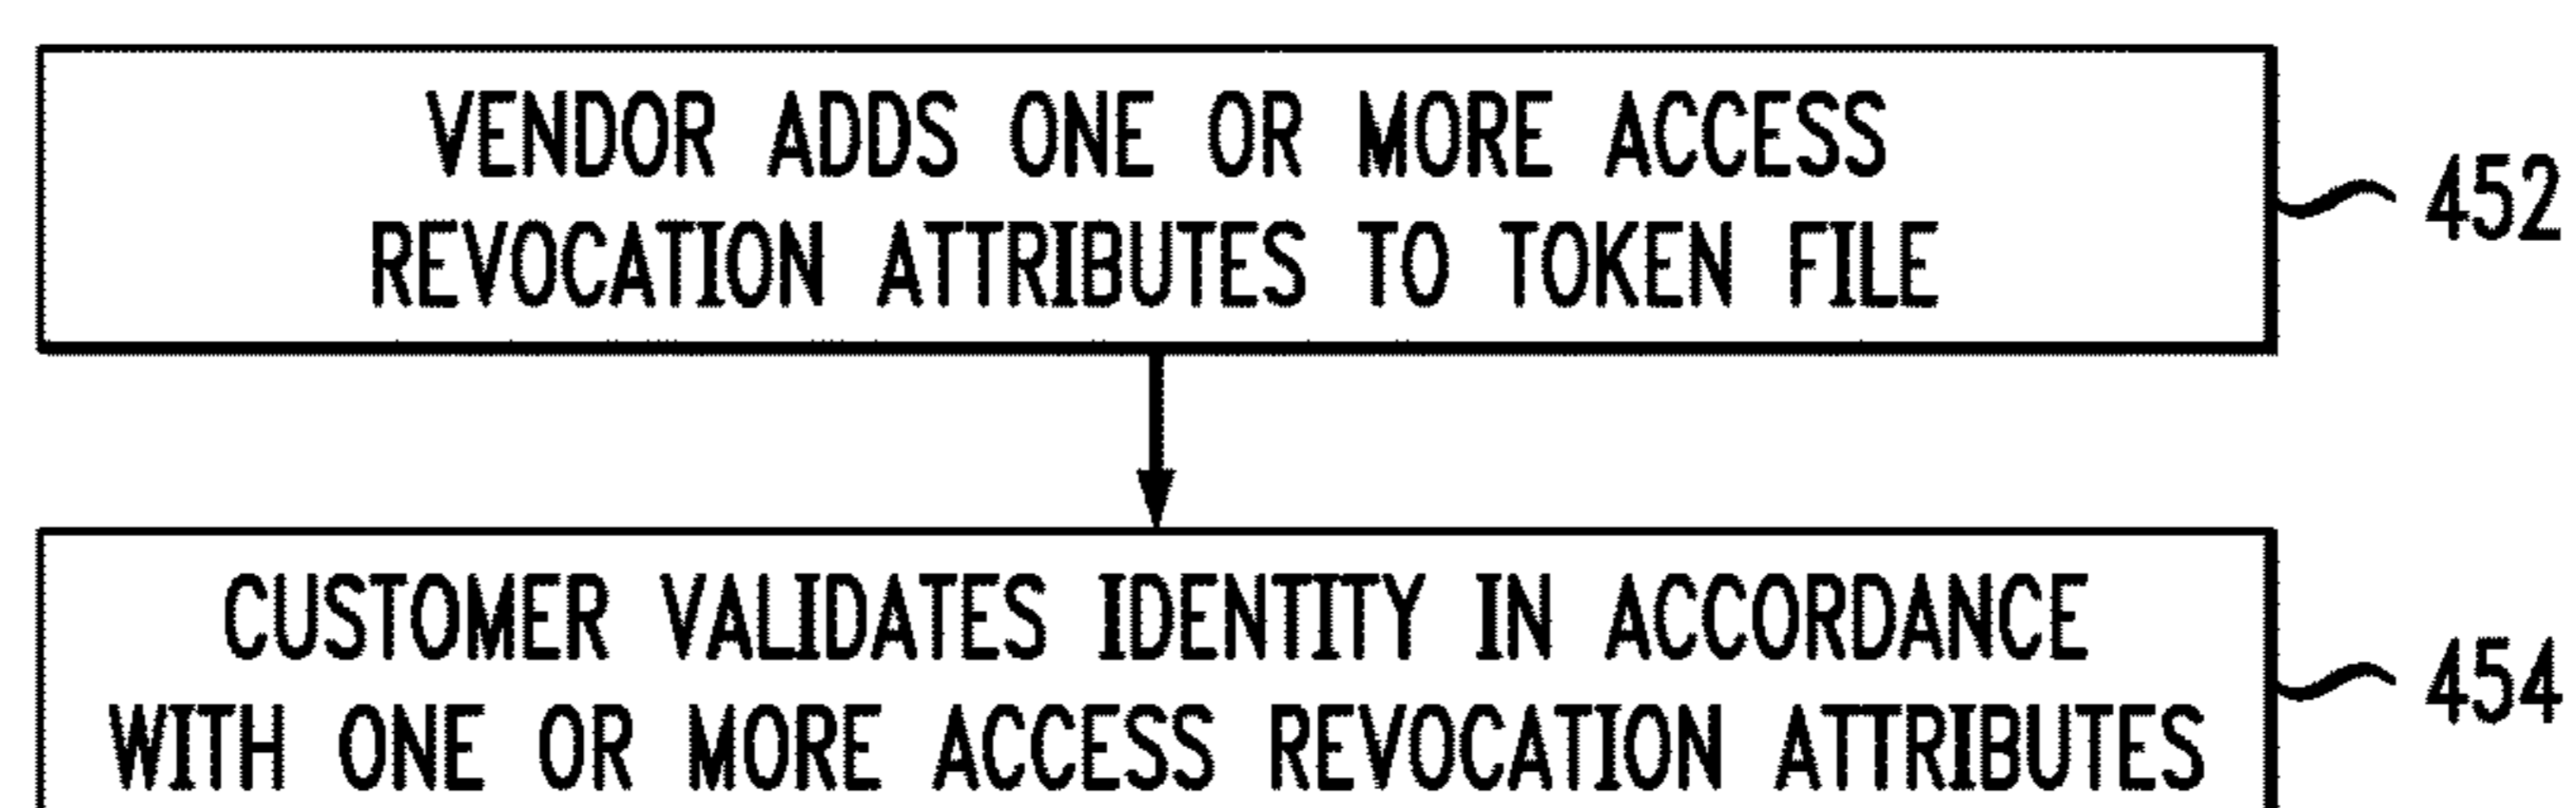 VENDOR ADDS ONE OR MORE ACCESS
REVOCATION ATTRIBUTES TO TOKEN FILE
452
CUSTOMER VALIDATES IDENTITY IN ACCORDANCE
WITH ONE OR MORE ACCESS REVOCATION ATTRIBUTES
454